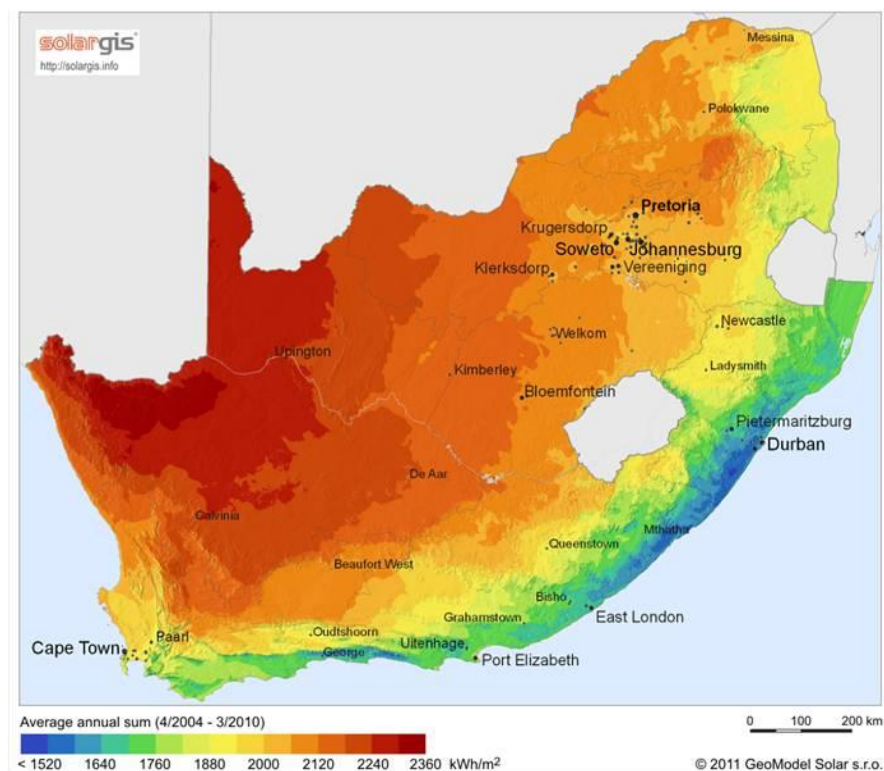 solargis
http://solargis.info
Messina
Polokwane
Pretoria
Krugersdorp
Soweto Johannesburg
Klerksdorp Vereeniging
Newcastle
Welkom
Upington
Ladysmith
Kimberley
Bloemfontein
Pietermaritzburg
Durban
De Aar
Calvinia
Mthatha
Queenstown
Beaufort West
Bisho
East London
Grahamstown
Oudtshoorn
Paarl
Cape Town
Uitenhage
George
Port Elizabeth
Average annual sum (4/2004 - 3/2010)
0 100 200 km
< 1520 1640 1760 1880 2000 2120 2240 2360 kWh/m²
© 2011 GeoModel Solar s.r.o.